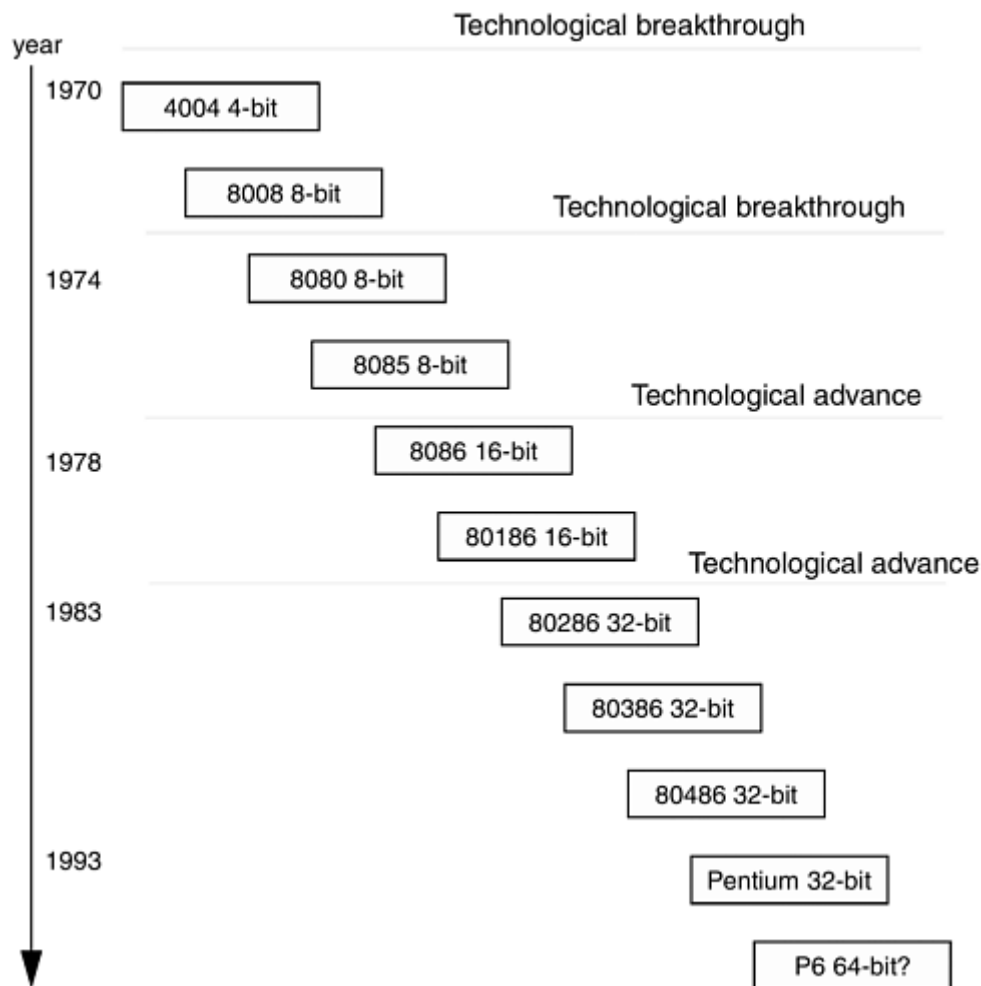 Technological breakthrough
year
1970
4004 4-bit
8008 8-bit
Technological breakthrough
1974
8080 8-bit
8085 8-bit
Technological advance
1978
8086 16-bit
80186 16-bit
Technological advance
1983
80286 32-bit
80386 32-bit
80486 32-bit
1993
Pentium 32-bit
P6 64-bit?